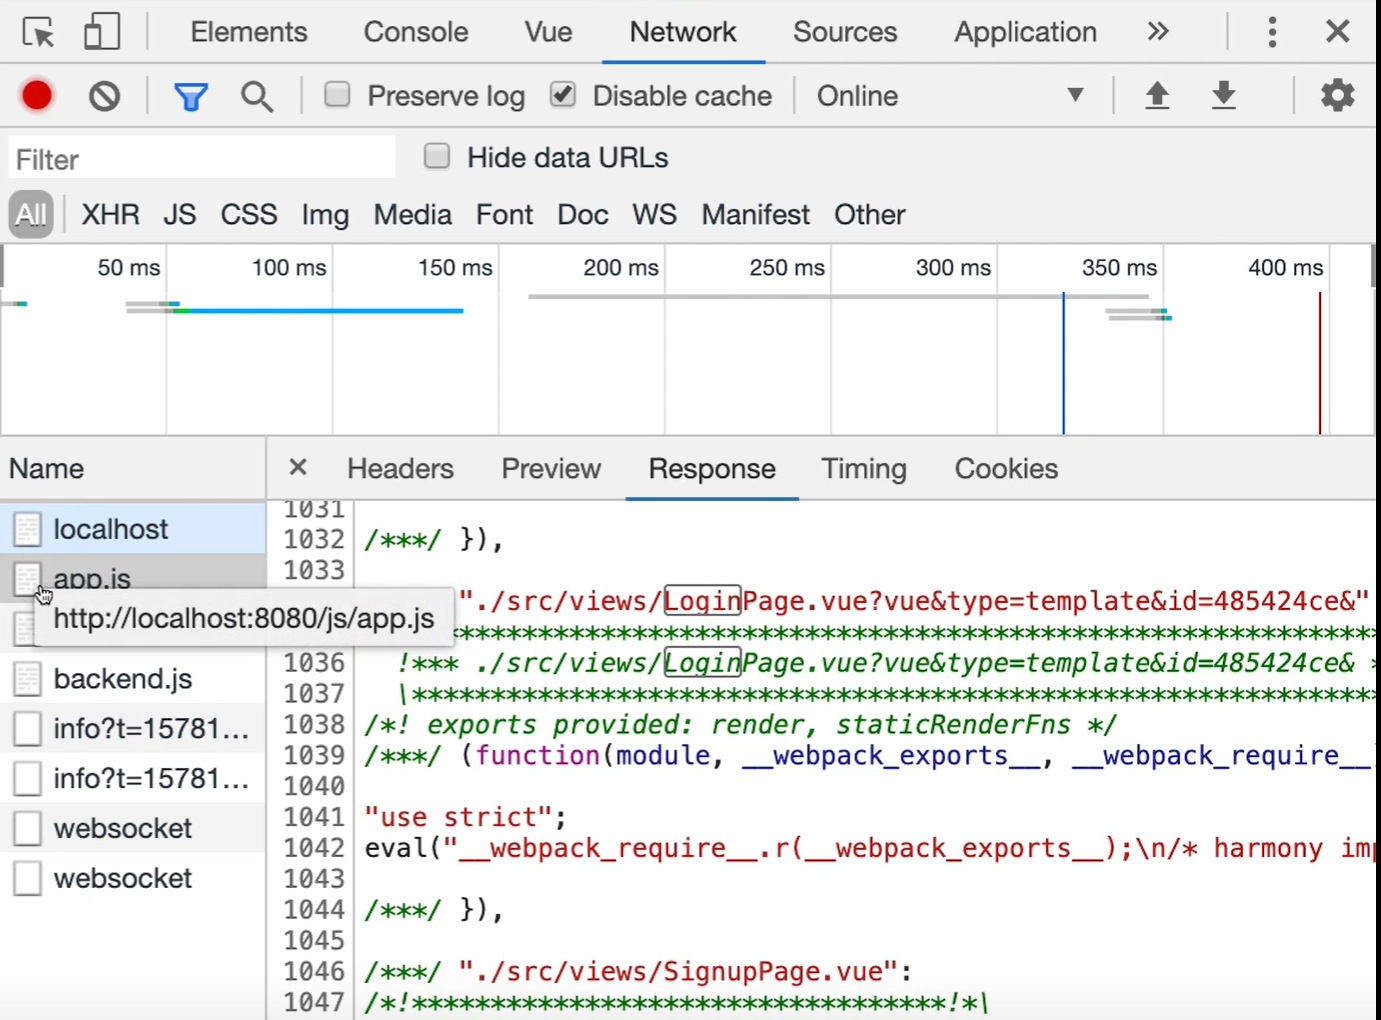 Elements Console Vue Network Sources Application »
Preserve log Disable cache Online
Filter Hide data URLs
All XHR JS CSS Img Media Font Doc WS Manifest Other
50 ms 100 ms 150 ms 200 ms 250 ms 300 ms 350 ms 400 ms
Name × Headers Preview Response Timing Cookies
localhost
app.js
http://localhost:8080/js/app.js
backend.js
info?t=15781...
info?t=15781...
websocket
websocket
1031
1032 /***/ }),
1033
"./src/views/LoginPage.vue?vue&type=template&id=485424ce&"
1036 !*** ./src/views/LoginPage.vue?vue&type=template&id=485424ce& *
1037 \*************************************************************
1038 /*! exports provided: render, staticRenderFns */
1039 /***/ (function(module, __webpack_exports__, __webpack_require__
1040
1041 "use strict";
1042 eval("__webpack_require__.r(__webpack_exports__);\n/* harmony im
1043
1044 /***/ }),
1045
1046 /***/ "./src/views/SignupPage.vue":
1047 /*!**********************************!*\